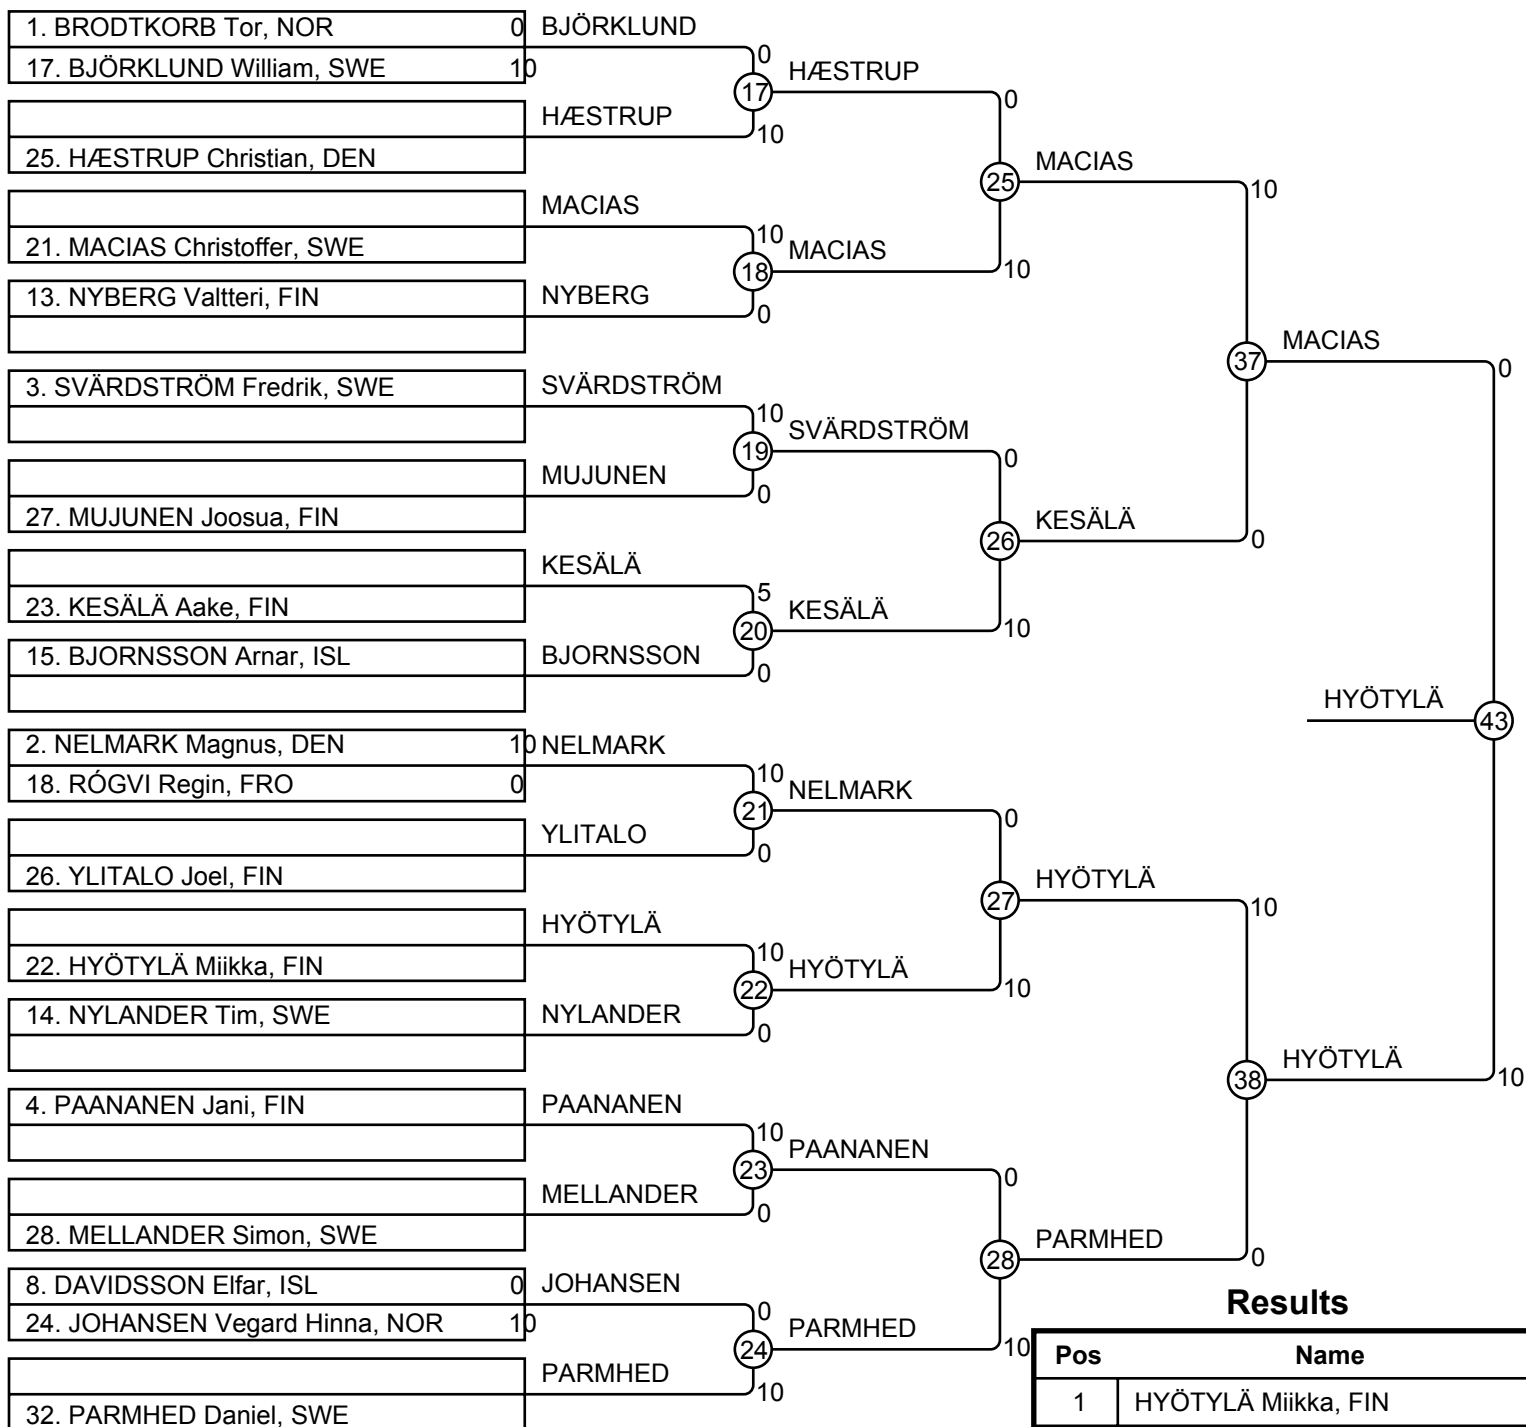 1. BRODTKORB Tor, NOR 0 BJÖRKLUND
0
17. BJÖRKLUND William, SWE 10
HÆSTRUP
17
0
HÆSTRUP
10
25. HÆSTRUP Christian, DEN
MACIAS
25
10
MACIAS
10
21. MACIAS Christoffer, SWE
MACIAS
18
10
13. NYBERG Valtteri, FIN NYBERG
0
MACIAS
37
0
3. SVÄRDSTRÖM Fredrik, SWE SVÄRDSTRÖM
10
SVÄRDSTRÖM
19
0
MUJUNEN
0
27. MUJUNEN Joosua, FIN
KESÄLÄ
26
0
KESÄLÄ
5
23. KESÄLÄ Aake, FIN
KESÄLÄ
20
10
15. BJORNSSON Arnar, ISL BJORNSSON
0
HYÖTYLÄ
43
2. NELMARK Magnus, DEN 10 NELMARK
10
18. RÓGVI Regin, FRO 0
NELMARK
21
0
YLITALO
0
26. YLITALO Joel, FIN
HYÖTYLÄ
27
10
HYÖTYLÄ
10
22. HYÖTYLÄ Miikka, FIN
HYÖTYLÄ
22
10
14. NYLANDER Tim, SWE NYLANDER
0
HYÖTYLÄ
38
10
4. PAANANEN Jani, FIN PAANANEN
10
PAANANEN
23
0
MELLANDER
0
28. MELLANDER Simon, SWE
PARMHED
28
0
8. DAVIDSSON Elfar, ISL 0 JOHANSEN
0
24. JOHANSEN Vegard Hinna, NOR 10
PARMHED
24
10
PARMHED
10
32. PARMHED Daniel, SWE
Results
Pos Name
1 HYÖTYLÄ Miikka, FIN